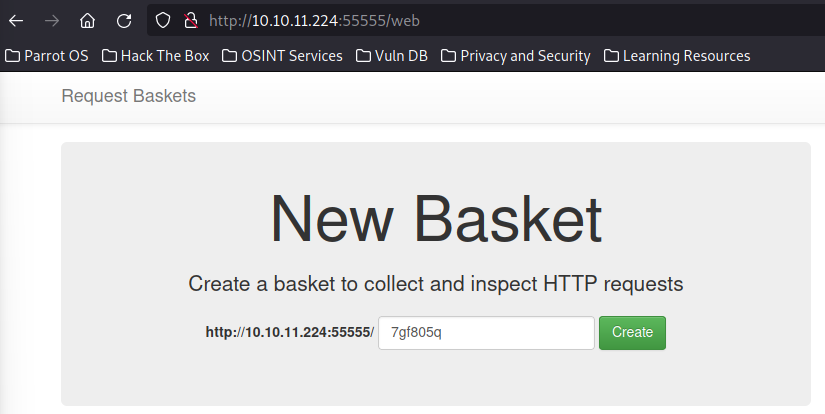 http://10.10.11.224:55555/web
Parrot OS Hack The Box OSINT Services Vuln DB Privacy and Security Learning Resources
Request Baskets
New Basket
Create a basket to collect and inspect HTTP requests
http://10.10.11.224:55555/ 7gf805q Create